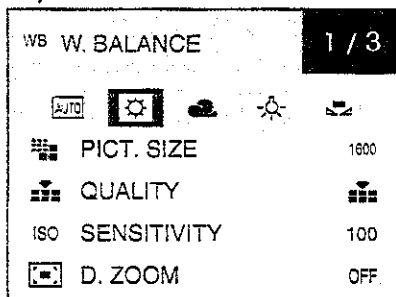 WB W. BALANCE 1 / 3
AUTO
PICT. SIZE 1600
QUALITY
ISO SENSITIVITY 100
D. ZOOM OFF